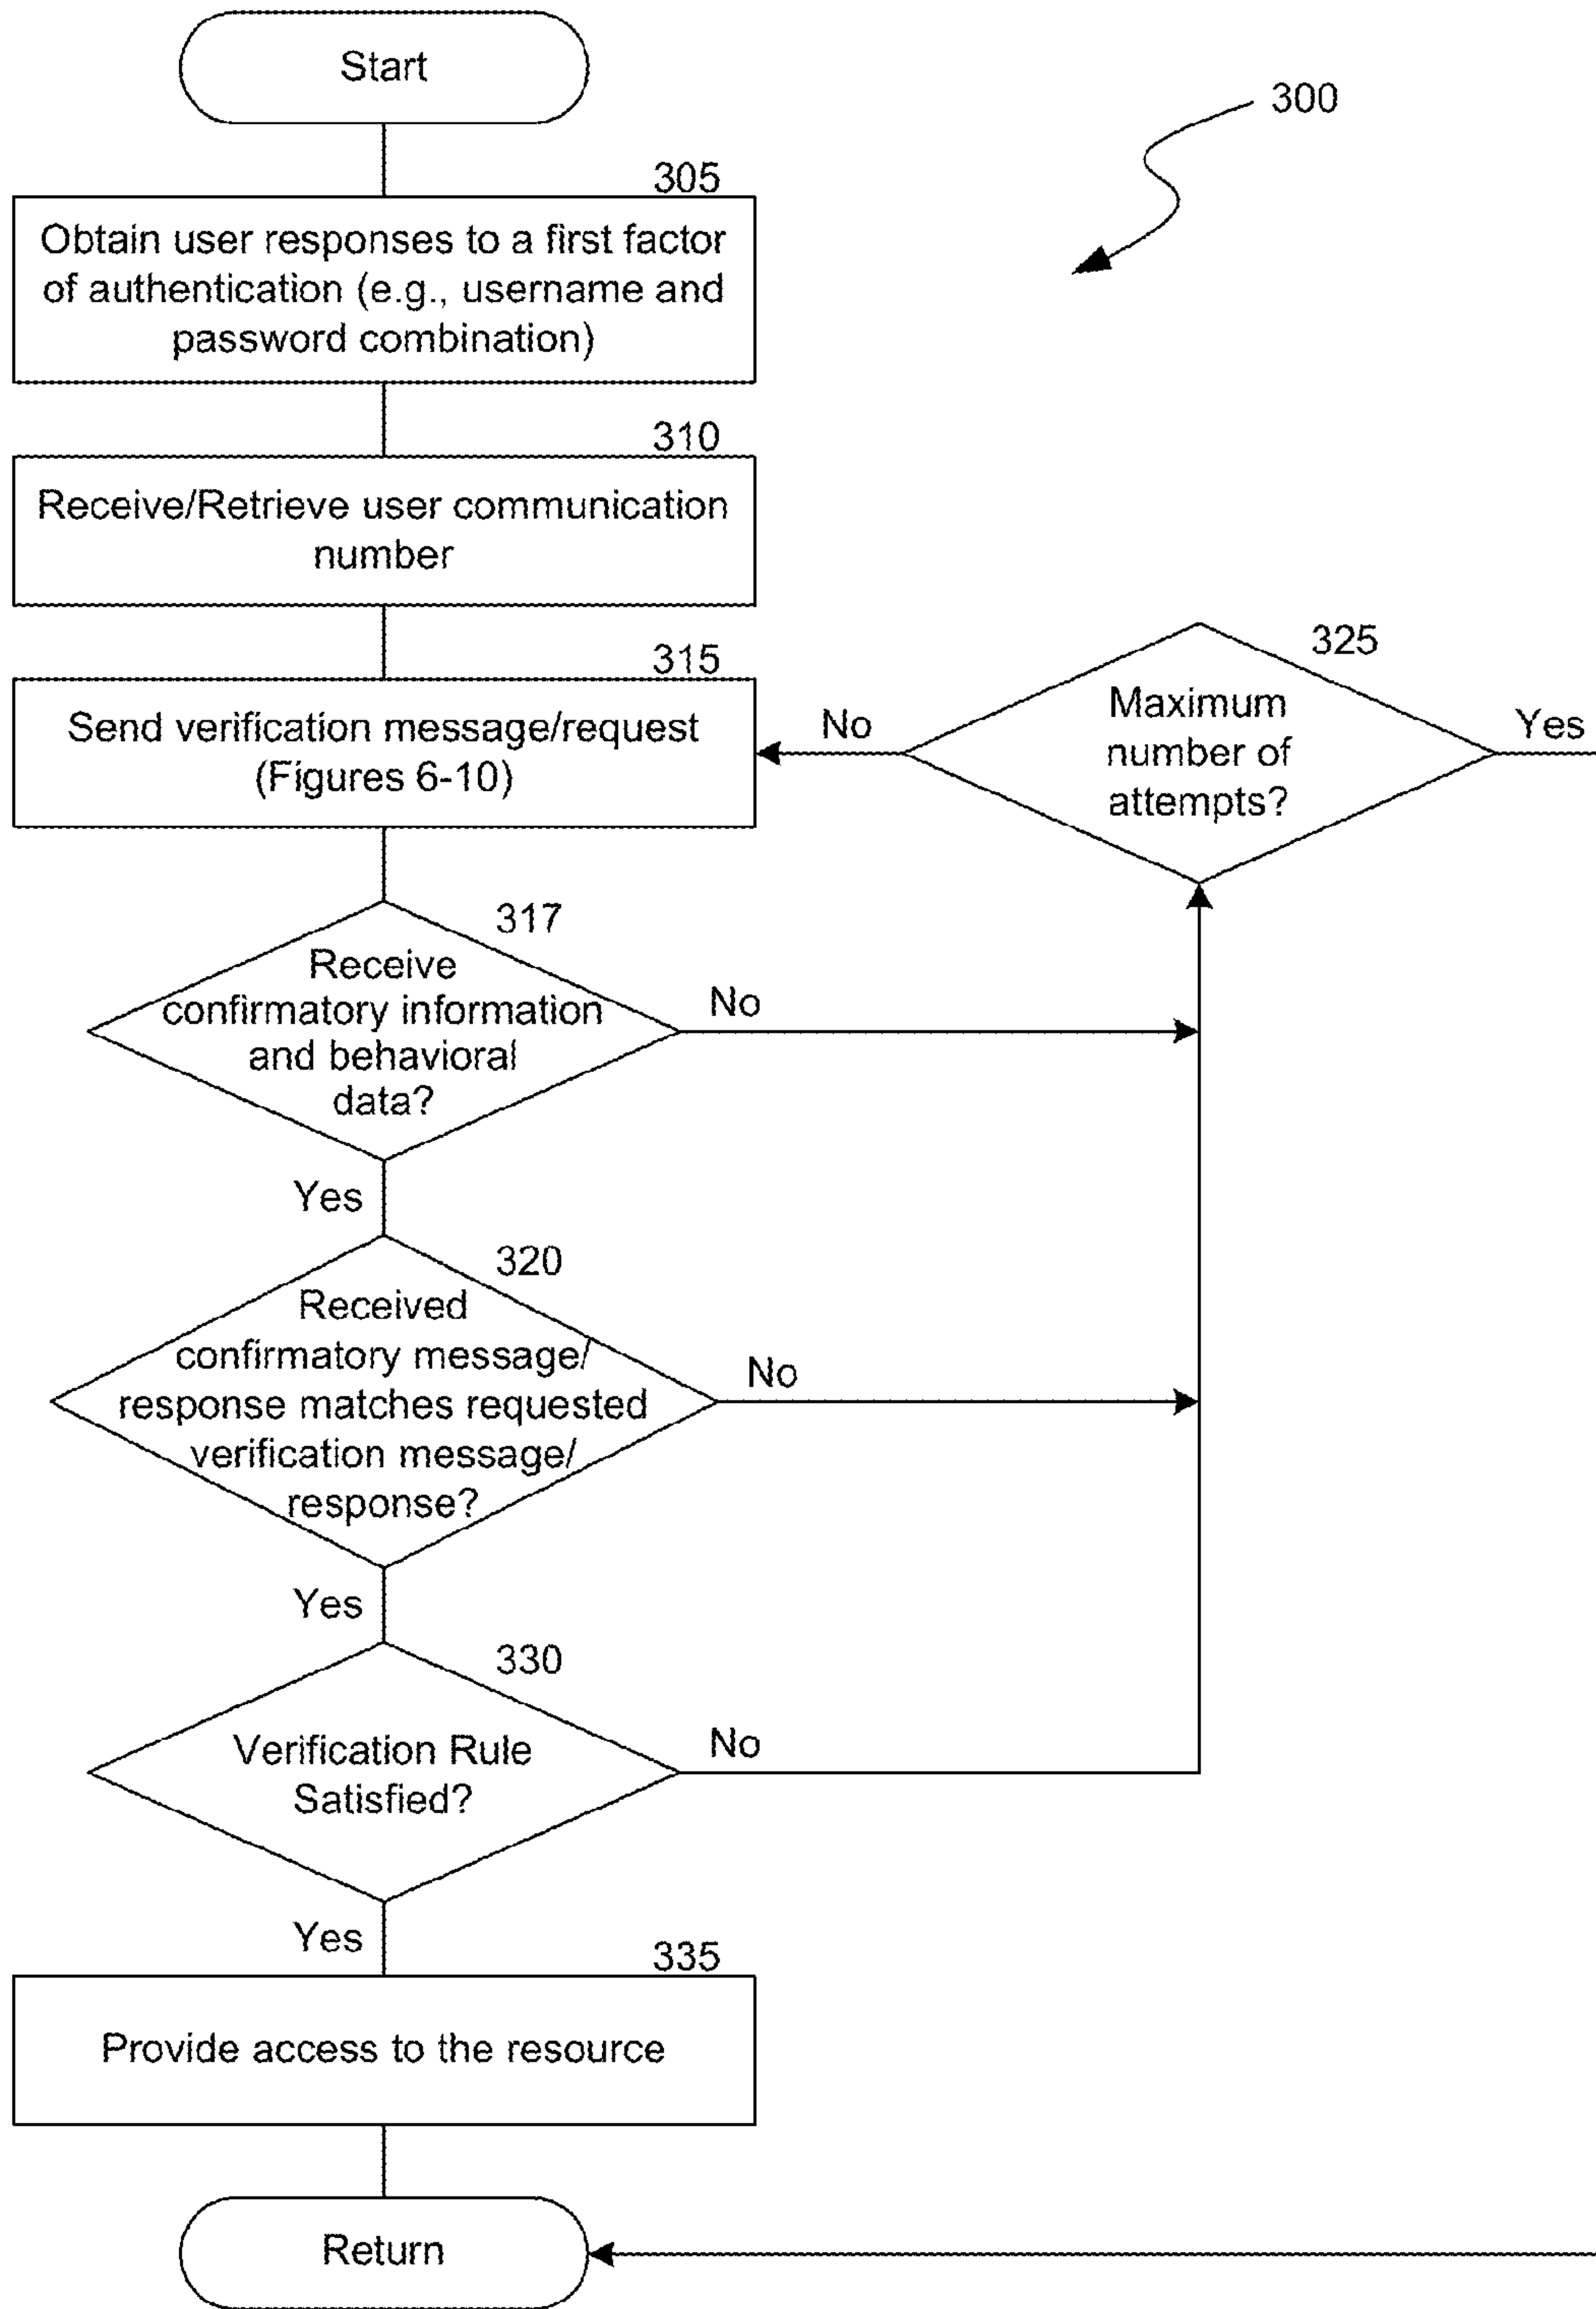 Start
300
305
Obtain user responses to a first factor
of authentication (e.g., username and
password combination)
310
Receive/Retrieve user communication
number
315
Send verification message/request
(Figures 6-10)
325
Maximum
number of
attempts?
No
Yes
317
Receive
confirmatory information
and behavioral
data?
No
Yes
320
Received
confirmatory message/
response matches requested
verification message/
response?
No
Yes
330
Verification Rule
Satisfied?
No
Yes
335
Provide access to the resource
Return